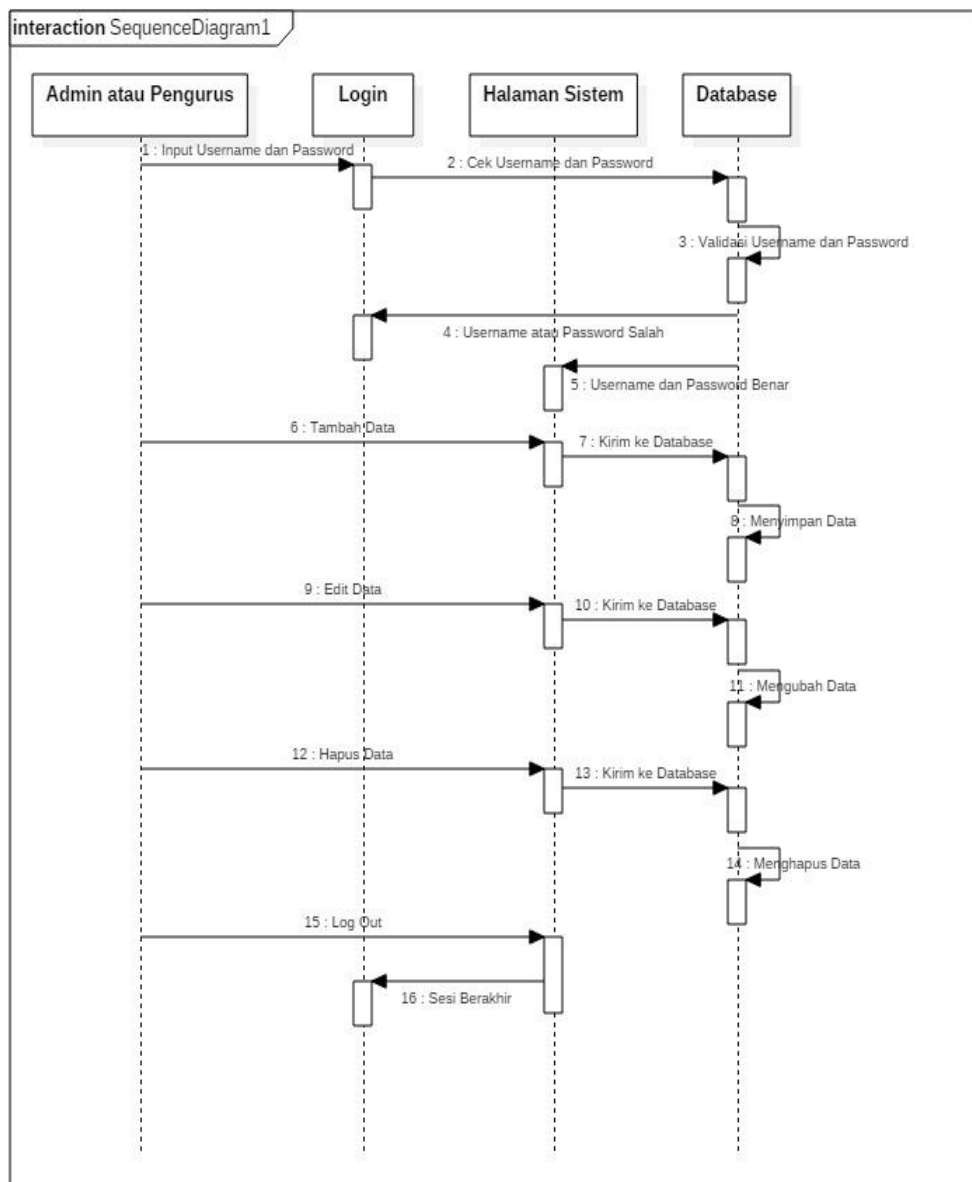 interaction SequenceDiagram1
Admin atau Pengurus
Login
Halaman Sistem
Database
1 : Input Username dan Password
2 : Cek Username dan Password
3 : Validasi Username dan Password
4 : Username atau Password Salah
5 : Username dan Password Benar
6 : Tambah Data
7 : Kirim ke Database
8 : Menyimpan Data
9 : Edit Data
10 : Kirim ke Database
11 : Mengubah Data
12 : Hapus Data
13 : Kirim ke Database
14 : Menghapus Data
15 : Log Out
16 : Sesi Berakhir